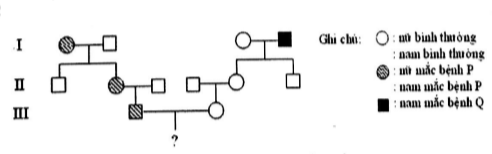 I
II
III
?
Ghi chú:
: nữ bình thường
: nam bình thường
: nữ mắc bệnh P
: nam mắc bệnh P
: nam mắc bệnh Q